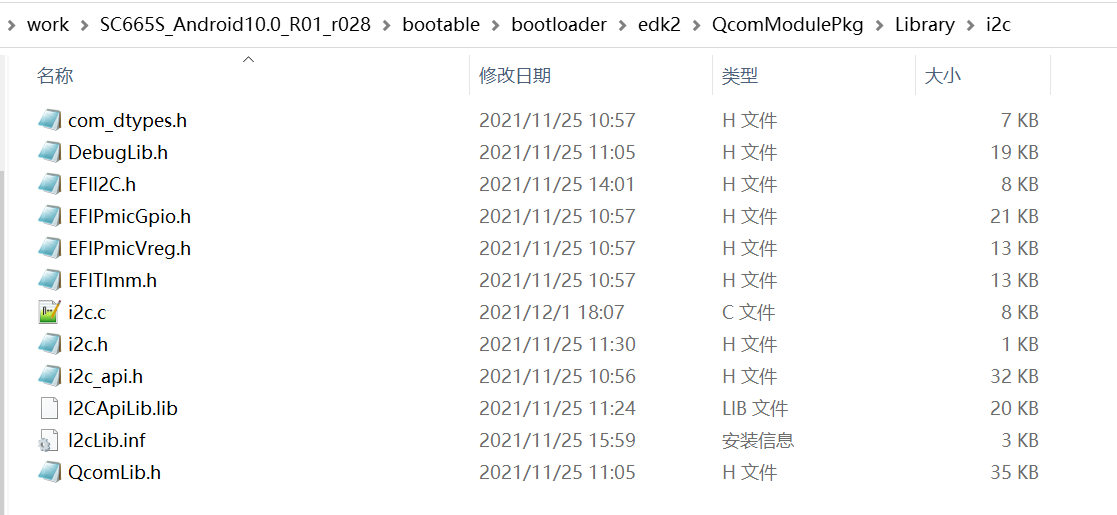 work > SC665S_Android10.0_R01_r028 > bootable > bootloader > edk2 > QcomModulePkg > Library > i2c
名称 修改日期 类型 大小
com_dtypes.h 2021/11/25 10:57 H 文件 7 KB
DebugLib.h 2021/11/25 11:05 H 文件 19 KB
EFII2C.h 2021/11/25 14:01 H 文件 8 KB
EFIPmicGpio.h 2021/11/25 10:57 H 文件 21 KB
EFIPmicVreg.h 2021/11/25 10:57 H 文件 13 KB
EFITlmm.h 2021/11/25 10:57 H 文件 13 KB
i2c.c 2021/12/1 18:07 C 文件 8 KB
i2c.h 2021/11/25 11:30 H 文件 1 KB
i2c_api.h 2021/11/25 10:56 H 文件 32 KB
I2CApiLib.lib 2021/11/25 11:24 LIB 文件 20 KB
I2cLib.inf 2021/11/25 15:59 安装信息 3 KB
QcomLib.h 2021/11/25 11:05 H 文件 35 KB